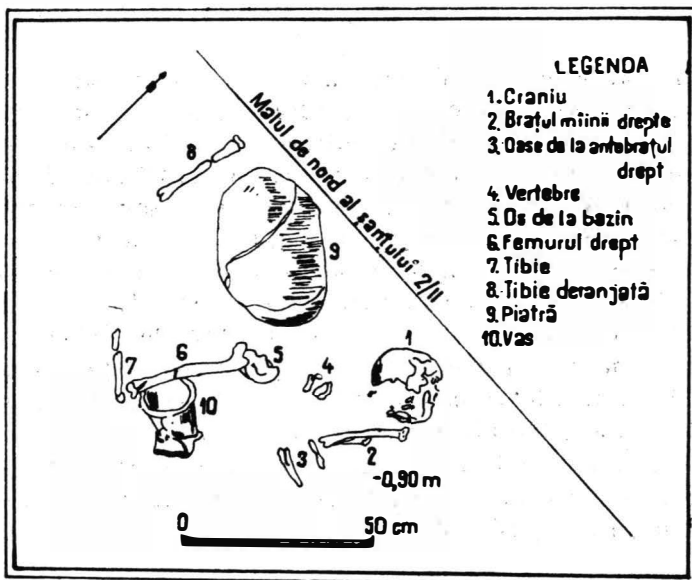 LEGENDA
1.Craniu
2. Brațul mîinii drepte
3. Oase de la antebrațul
drept
4. Vertebre
5. Os de la bazin
6. Femurul drept
7. Tibie
8. Tibie deranjată
9. Piatră
10. Vas
Malul de nord al șanțului 2/II
8
9
1
6
5
4
7
10
2
3
-0,90 m
0
50 cm